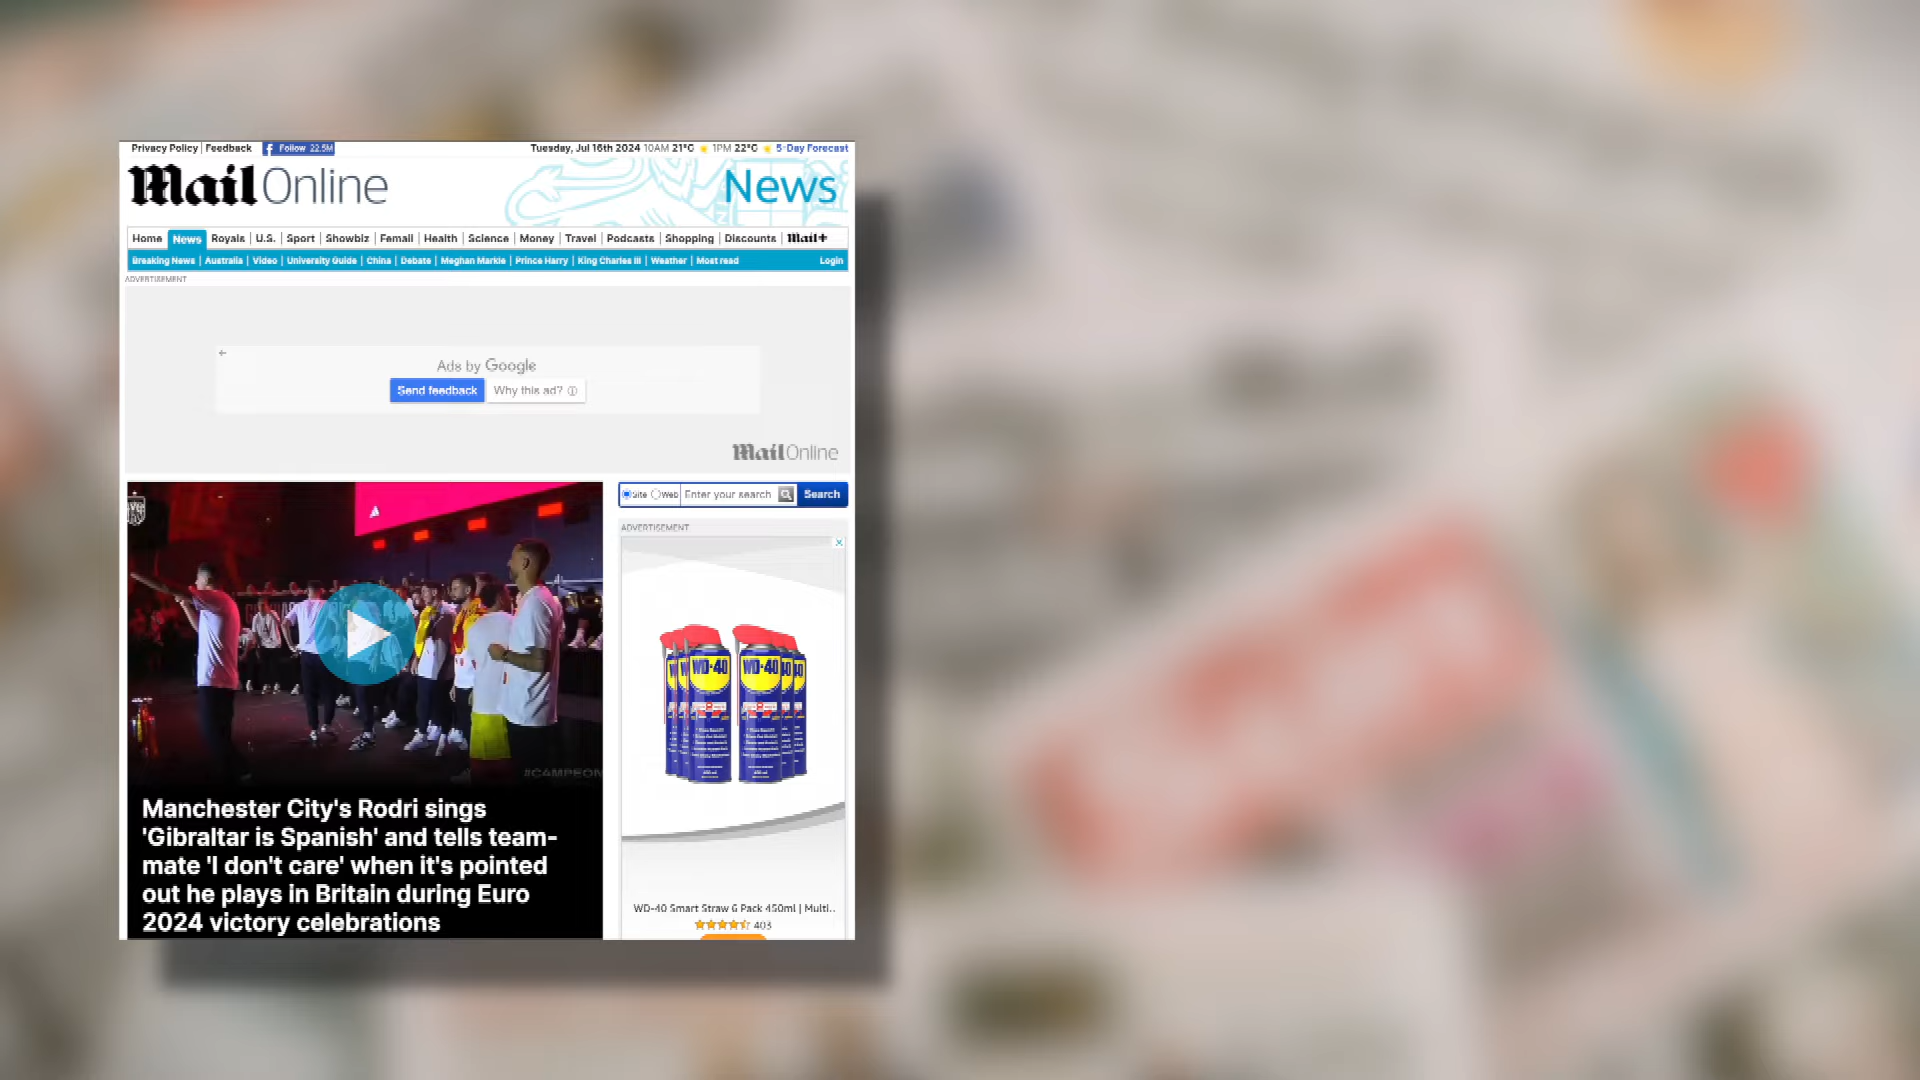 Privacy Policy | Feedback
Follow 22.5M
Tuesday, Jul 16th 2024 10AM 21°C 1PM 22°C 5-Day Forecast
Mail Online
News
Home News Royals U.S. Sport Showbiz Femail Health Science Money Travel Podcasts Shopping Discounts Mail+
Breaking News Australia Video University Guide China Debate Meghan Markle Prince Harry King Charles III Weather Most read Login
ADVERTISEMENT
Ads by Google
Send feedback Why this ad?
Mail Online
Site Web Enter your search Search
ADVERTISEMENT
WD-40 WD-40
#CAMPEON
Manchester City's Rodri sings
'Gibraltar is Spanish' and tells team-
mate 'I don't care' when it's pointed
out he plays in Britain during Euro
2024 victory celebrations
WD-40 Smart Straw 6 Pack 450ml | Multi..
403